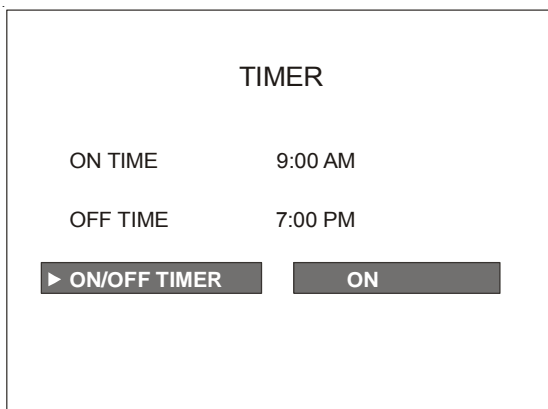 TIMER
ON TIME 9:00 AM
OFF TIME 7:00 PM
► ON/OFF TIMER ON